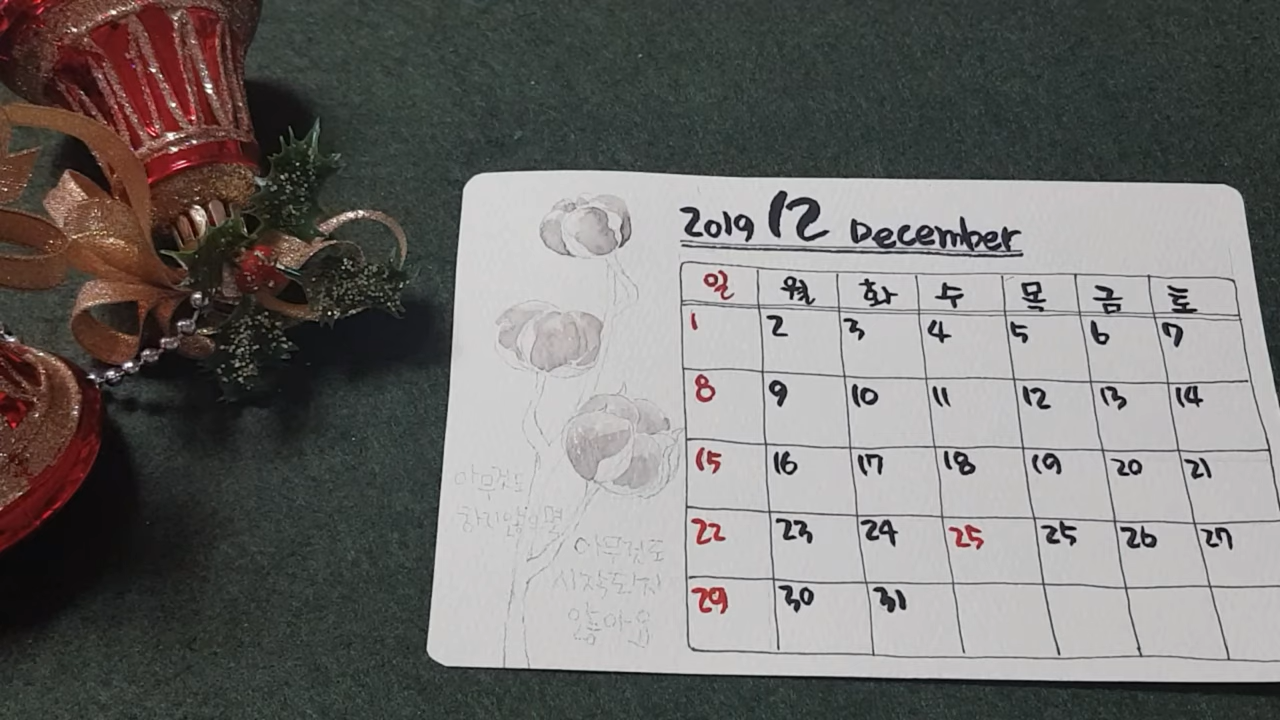 2019 12 December
일 월 화 수 목 금 토
1 2 3 4 5 6 7
8 9 10 11 12 13 14
15 16 17 18 19 20 21
22 23 24 25 25 26 27
29 30 31
아무것도
하지않으면
아무것도
시작되지
않아요